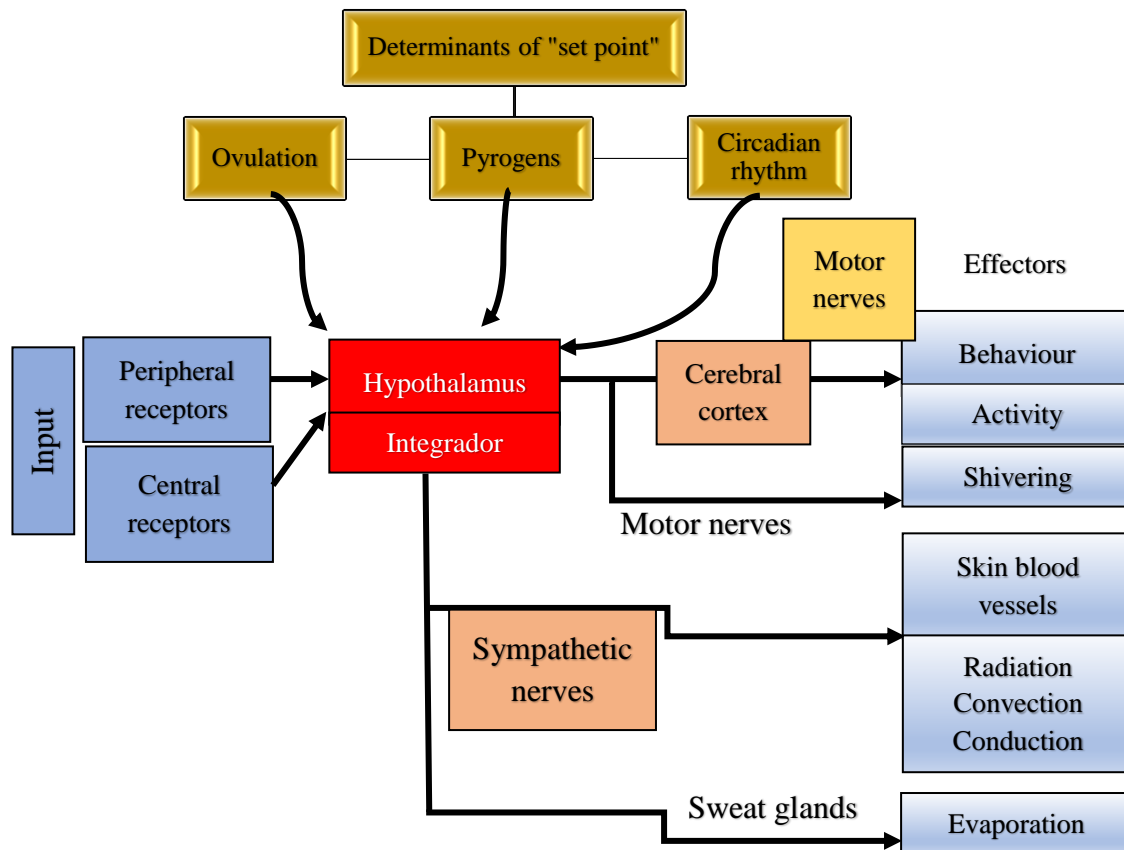 Determinants of "set point"
Ovulation
Pyrogens
Circadian
rhythm
Motor
nerves
Effectors
Input
Peripheral
receptors
Central
receptors
Hypothalamus
Integrador
Cerebral
cortex
Behaviour
Activity
Shivering
Motor nerves
Sympathetic
nerves
Skin blood
vessels
Radiation
Convection
Conduction
Sweat glands
Evaporation